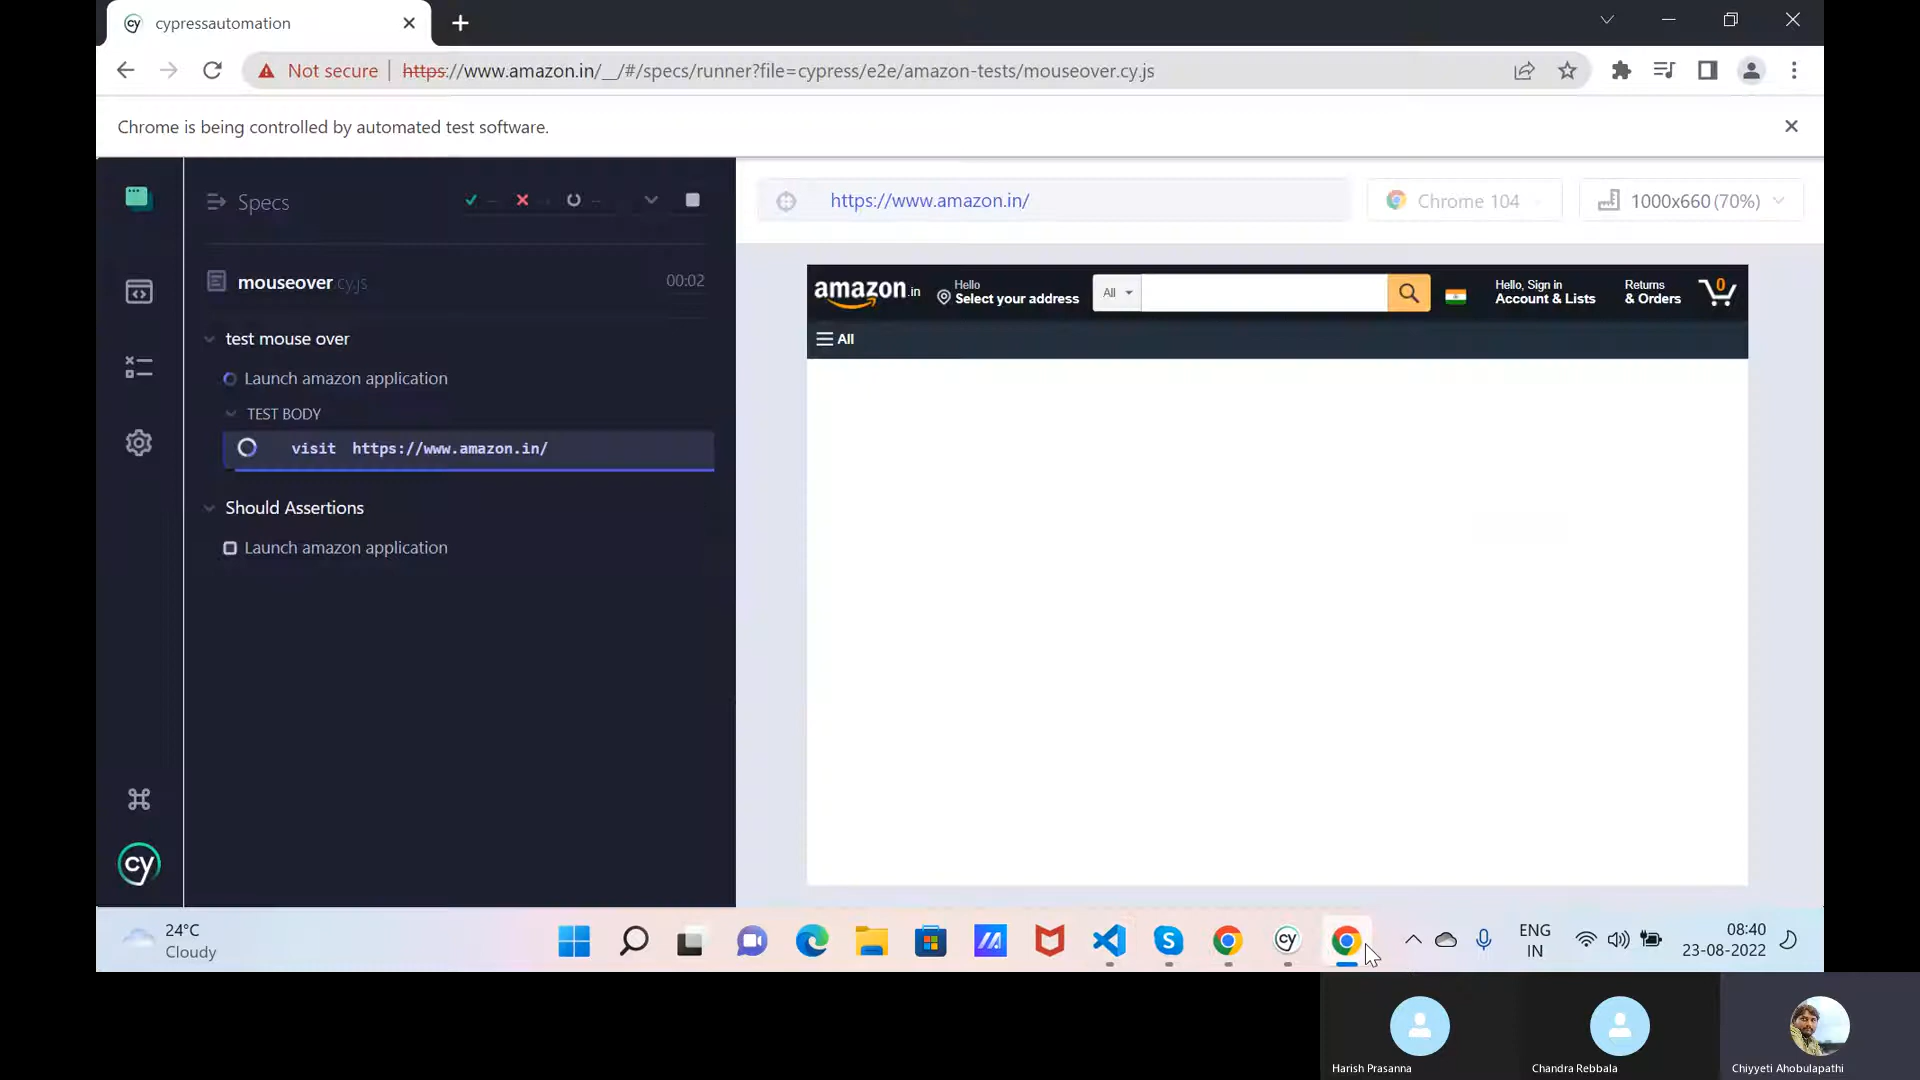 cy cypressautomation
Not secure https://www.amazon.in/__/#/specs/runner?file=cypress/e2e/amazon-tests/mouseover.cy.js
Chrome is being controlled by automated test software.
Specs -- -- --
https://www.amazon.in/
Chrome 104
1000x660 (70%)
mouseover cy.js 00:02
test mouse over
Launch amazon application
TEST BODY
visit https://www.amazon.in/
Should Assertions
Launch amazon application
cy
amazon.in
Hello
Select your address
All
Hello, Sign in
Account & Lists
Returns
& Orders
0
All
24°C
Cloudy
cy
ENG
IN
08:40
23-08-2022
Harish Prasanna
Chandra Rebbala
Chiyyeti Ahobulapathi